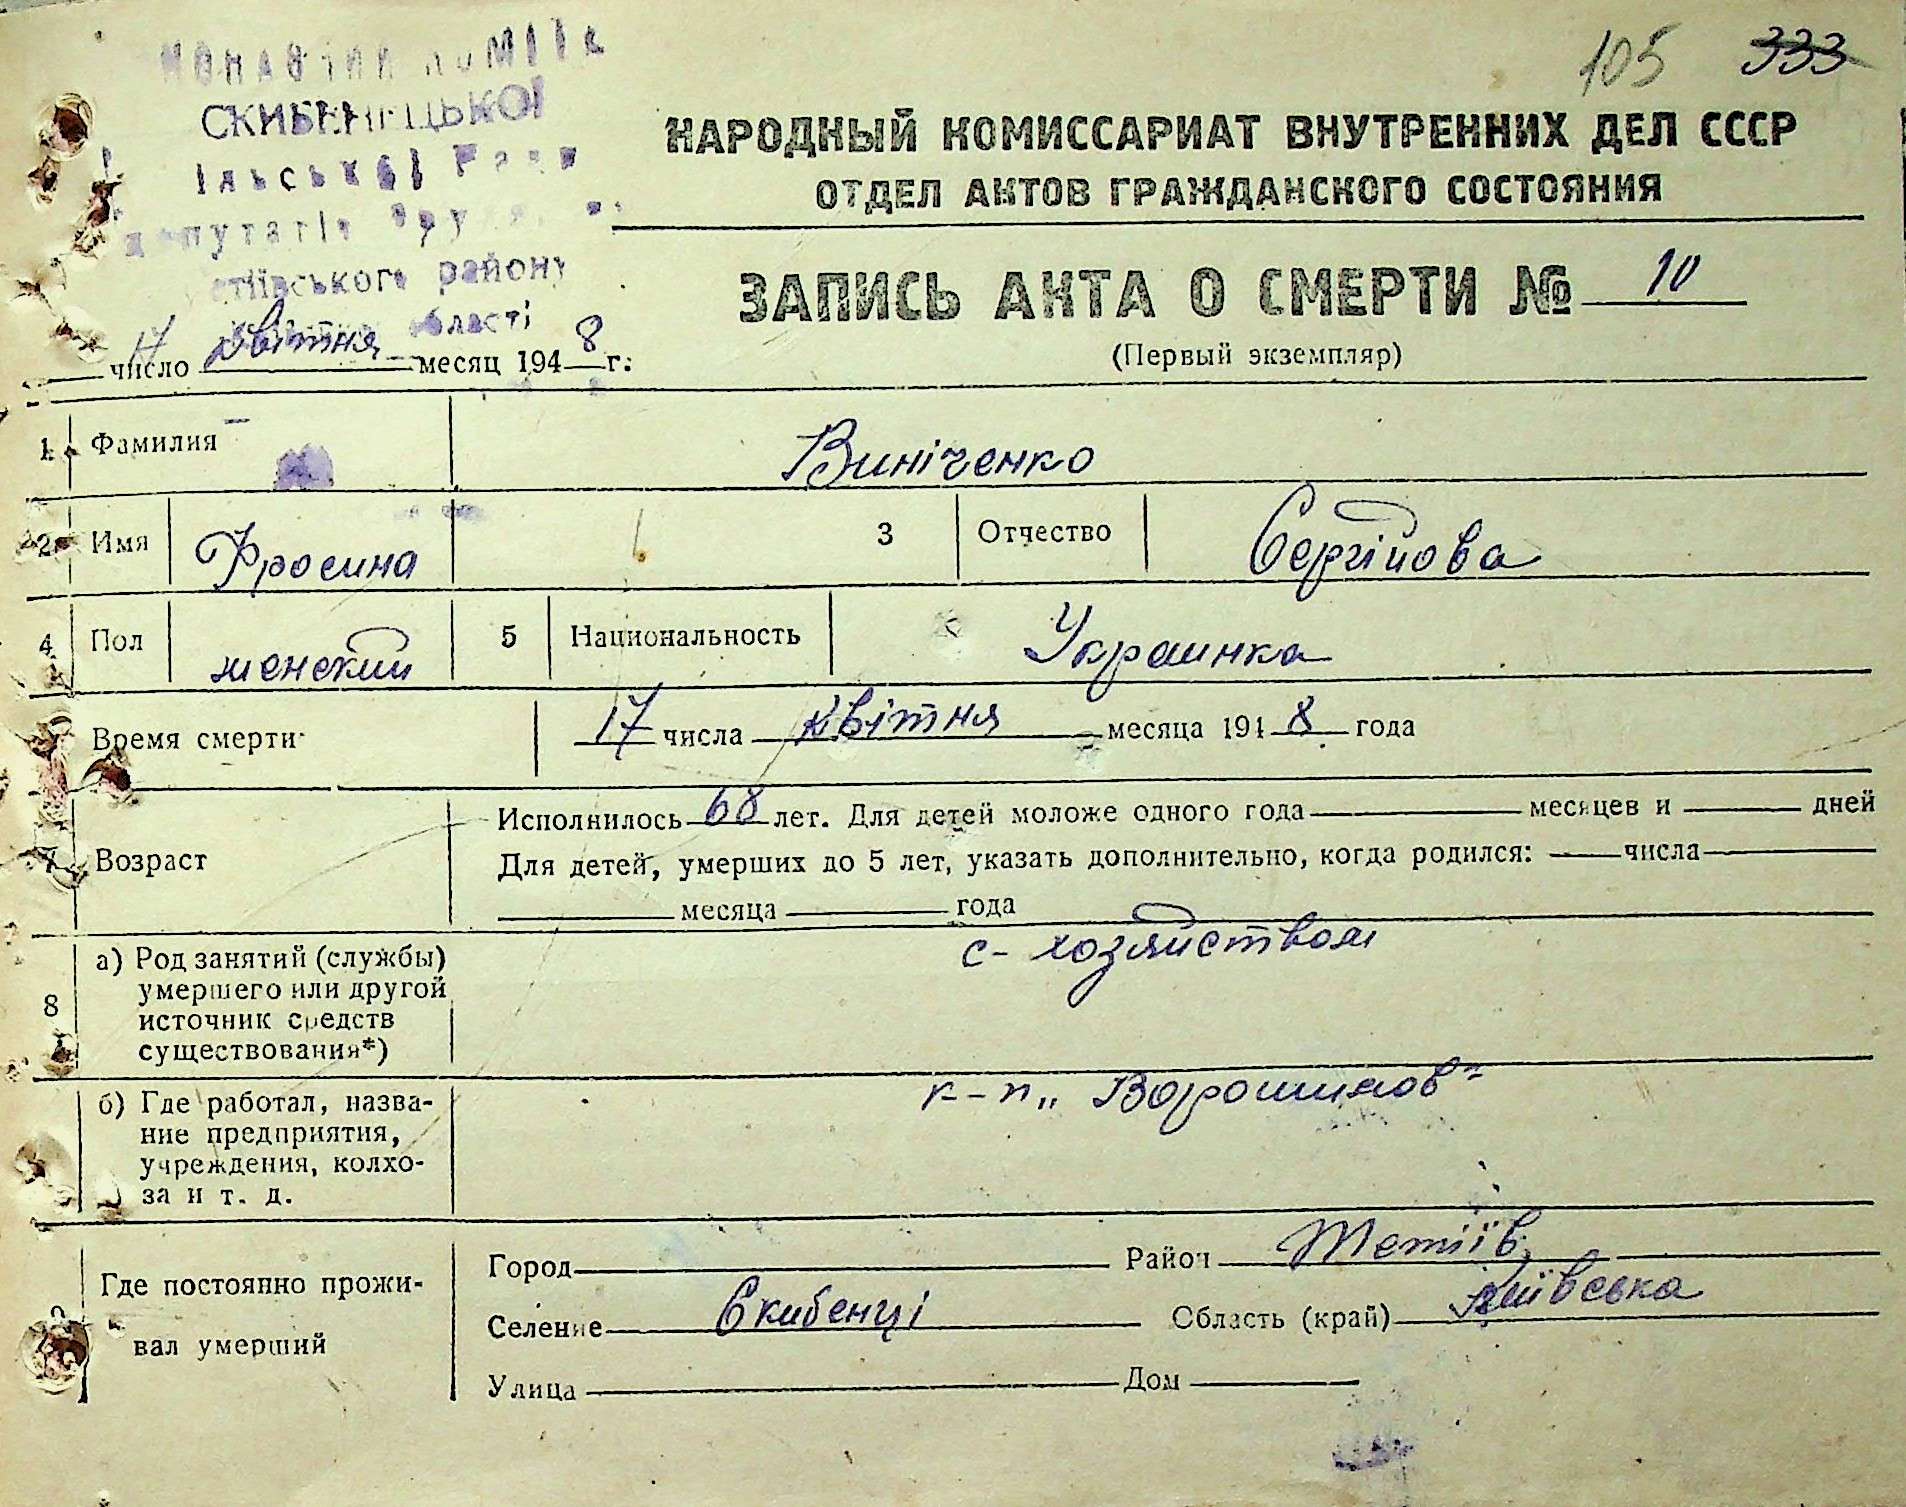 105 333
СКИБЕНЕЦЬКОЇ
району
області
НАРОДНЫЙ КОМИССАРИАТ ВНУТРЕННИХ ДЕЛ СССР
ОТДЕЛ АКТОВ ГРАЖДАНСКОГО СОСТОЯНИЯ
ЗАПИСЬ АКТА О СМЕРТИ № 10
(Первый экземпляр)
17 число квітня месяц 1948 г.
1 Фамилия Виніченко
2 Имя Фросина 3 Отчество Сергійова
4 Пол женский 5 Национальность Украинка
Время смерти 17 числа квітня месяца 1948 года
Исполнилось 68 лет. Для детей моложе одного года месяцев и дней
7 Возраст Для детей, умерших до 5 лет, указать дополнительно, когда родился: числа
месяца года
8 а) Род занятий (службы) с-хозяйством
умершего или другой
источник средств
существования*)
б) Где работал, назва- к-п „Ворошилов"
ние предприятия,
учреждения, колхо-
за и т. д.
Город Район Тетіїв
Где постоянно прожи-
вал умерший
Селение Скибенці Область (край) Київська
Улица Дом